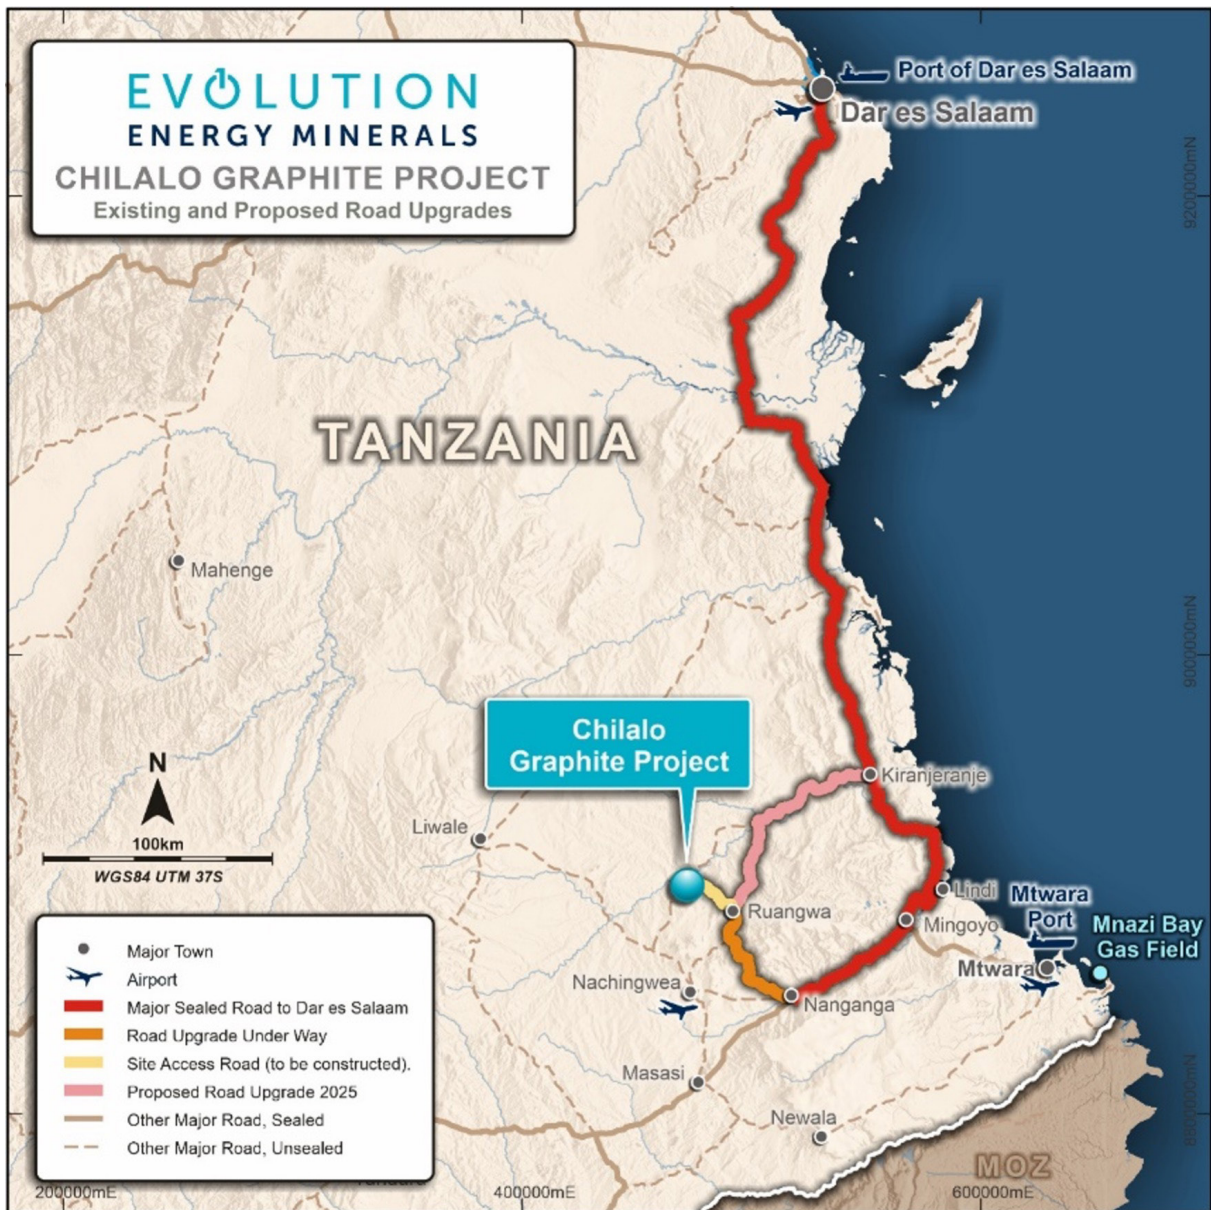 EVOLUTION
ENERGY MINERALS
CHILALO GRAPHITE PROJECT
Existing and Proposed Road Upgrades
Port of Dar es Salaam
Dar es Salaam
9200000mN
TANZANIA
Mahenge
9000000mN
Chilalo
Graphite Project
Kiranjeranje
N
100km
WGS84 UTM 37S
Liwale
Ruangwa
Lindi
Mingoyo
Mtwara
Port
Mnazi Bay
Gas Field
Mtwara
Nachingwea
Nanganga
Masasi
Newala
8800000mN
MOZ
Major Town
Airport
Major Sealed Road to Dar es Salaam
Road Upgrade Under Way
Site Access Road (to be constructed).
Proposed Road Upgrade 2025
Other Major Road, Sealed
Other Major Road, Unsealed
200000mE
400000mE
600000mE